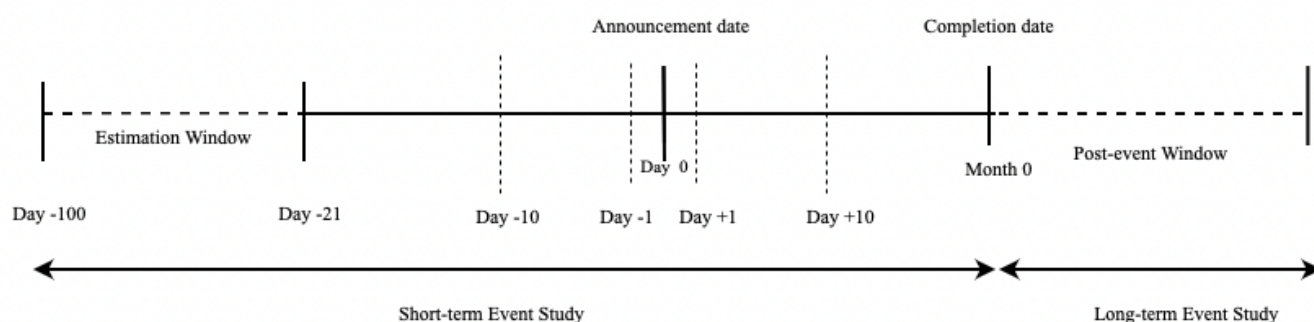 Announcement date
Completion date
Estimation Window
Day 0
Post-event Window
Month 0
Day -100
Day -21
Day -10
Day -1
Day +1
Day +10
Short-term Event Study
Long-term Event Study